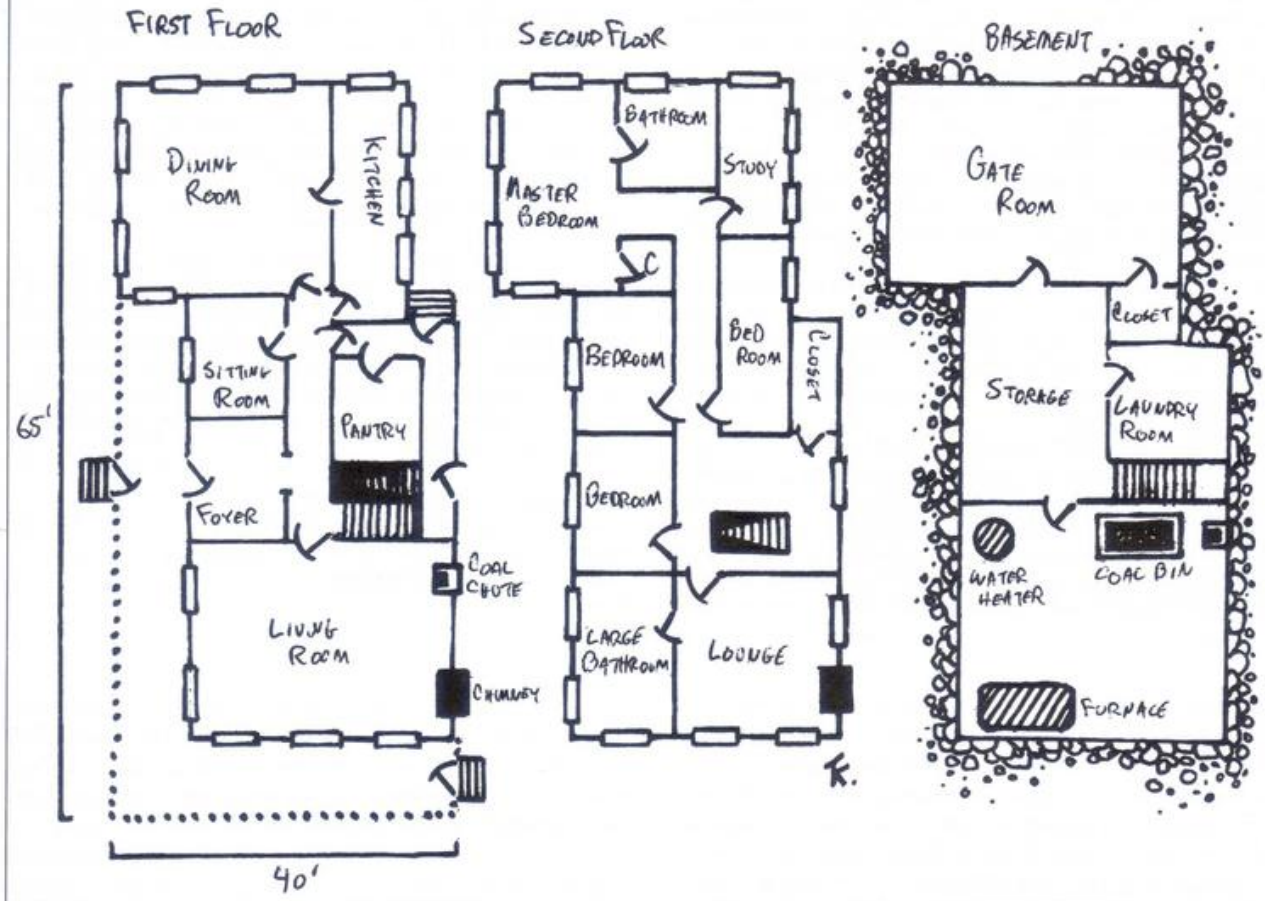 FIRST FLOOR
DINING
ROOM
KITCHEN
SITTING
ROOM
PANTRY
FOYER
LIVING
ROOM
COAL
CHUTE
CHIMNEY
65'
40'
SECOND FLOOR
BATHROOM
STUDY
MASTER
BEDROOM
C
BEDROOM
BED
ROOM
CLOSET
BEDROOM
LARGE
BATHROOM
LOUNGE
TK.
BASEMENT
GATE
ROOM
CLOSET
STORAGE
LAUNDRY
ROOM
WATER
HEATER
COAL BIN
FURNACE